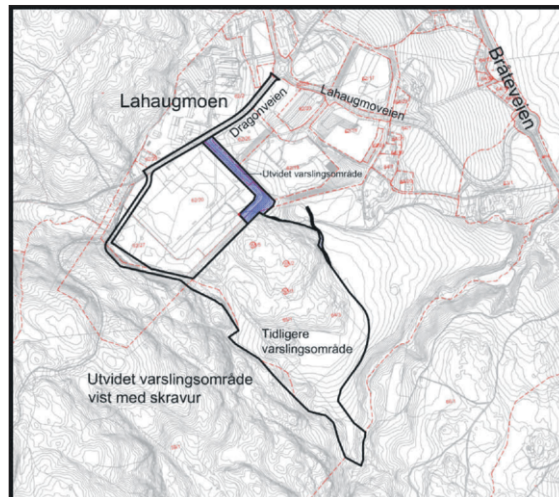 Lahaugmoen
Dragonveien
Lahaugmoveien
Bråteveien
Utvidet varslingsområde
Tidligere
varslingsområde
Utvidet varslingsområde
vist med skravur